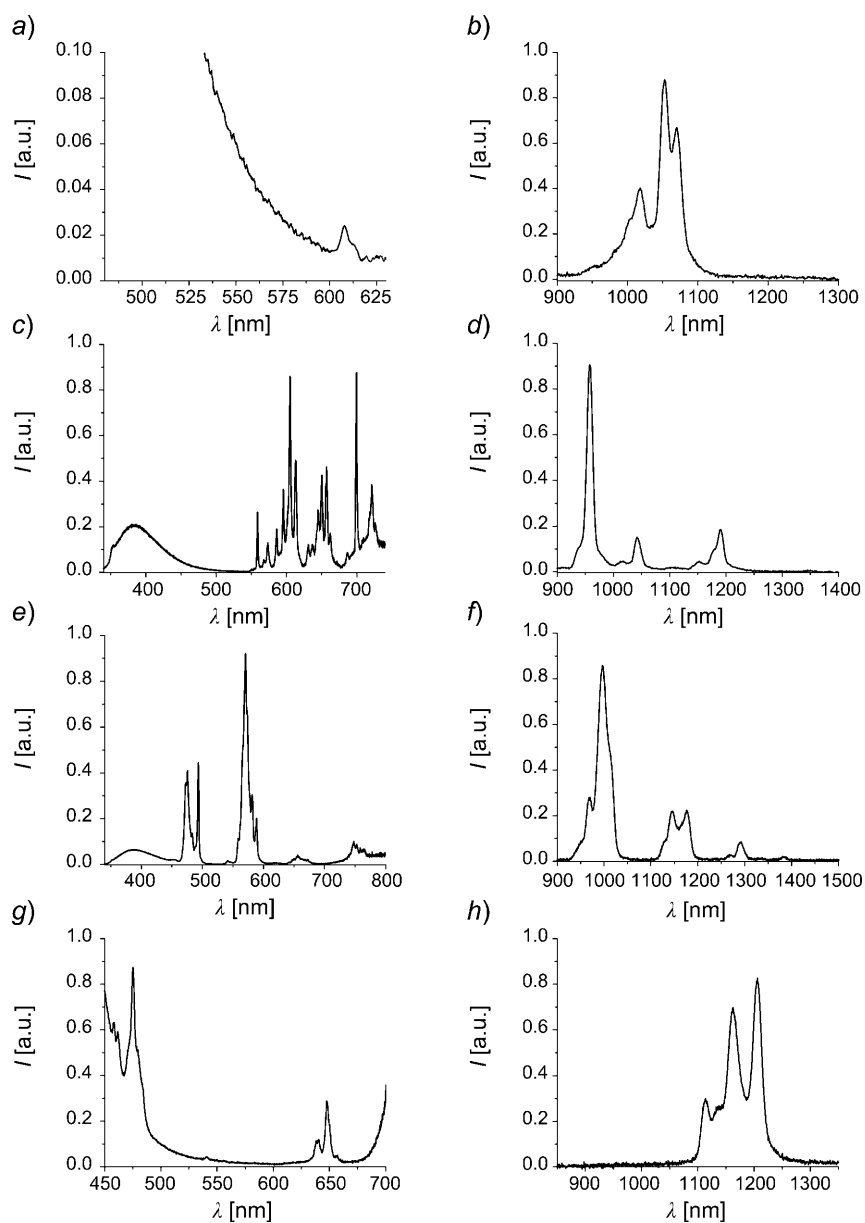 a)
0.10
0.08
0.06
0.04
0.02
0.00
I [a.u.]
500 525 550 575 600 625
λ [nm]
b)
1.0
0.8
0.6
0.4
0.2
0.0
I [a.u.]
900 1000 1100 1200 1300
λ [nm]
c)
1.0
0.8
0.6
0.4
0.2
0.0
I [a.u.]
400 500 600 700
λ [nm]
d)
1.0
0.8
0.6
0.4
0.2
0.0
I [a.u.]
900 1000 1100 1200 1300 1400
λ [nm]
e)
1.0
0.8
0.6
0.4
0.2
0.0
I [a.u.]
400 500 600 700 800
λ [nm]
f)
1.0
0.8
0.6
0.4
0.2
0.0
I [a.u.]
900 1000 1100 1200 1300 1400 1500
λ [nm]
g)
1.0
0.8
0.6
0.4
0.2
0.0
I [a.u.]
450 500 550 600 650 700
λ [nm]
h)
1.0
0.8
0.6
0.4
0.2
0.0
I [a.u.]
900 1000 1100 1200 1300
λ [nm]